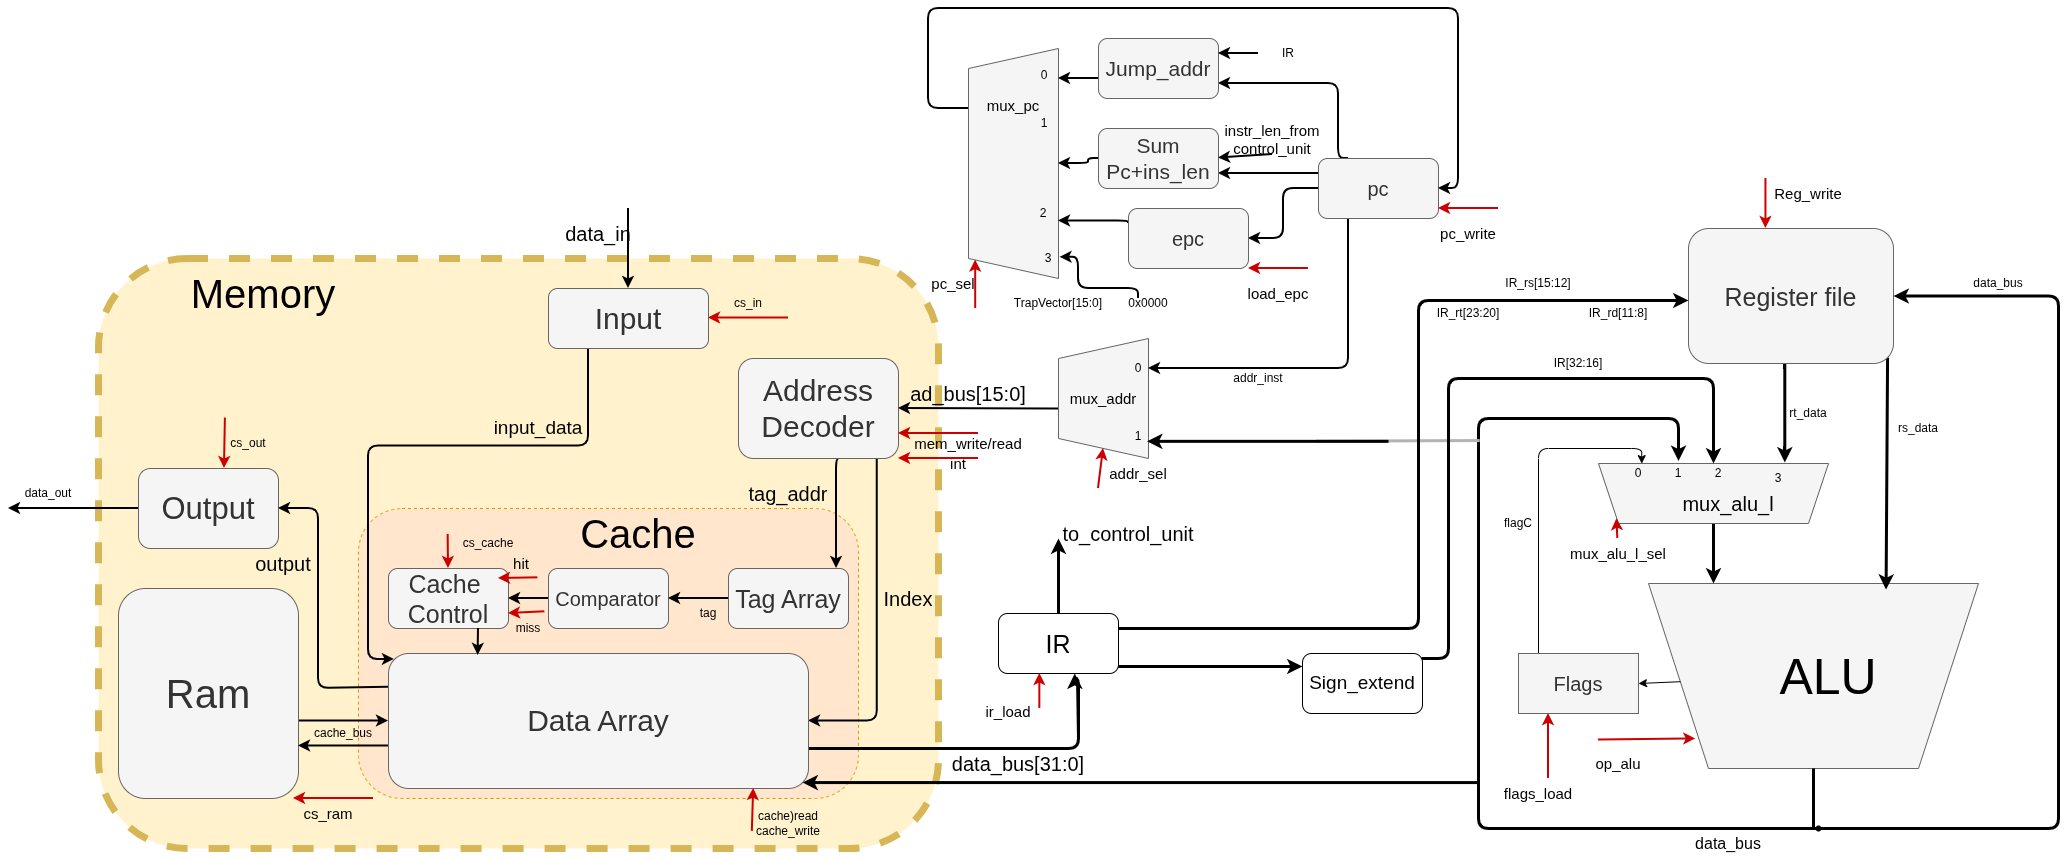 Jump_addr
IR
0
mux_pc
1
Sum
Pc+ins_len
instr_len_from
control_unit
pc
pc_write
2
epc
3
pc_sel
TrapVector[15:0]
0x0000
load_epc
Reg_write
Register file
data_bus
IR_rs[15:12]
IR_rt[23:20]
IR_rd[11:8]
data_in
Memory
Input
cs_in
Address
Decoder
ad_bus[15:0]
mem_write/read
int
0
mux_addr
1
addr_inst
addr_sel
IR[32:16]
rt_data
rs_data
input_data
cs_out
Output
data_out
output
tag_addr
Cache
cs_cache
hit
Cache
Control
miss
Comparator
tag
Tag Array
Index
Ram
cache_bus
Data Array
cs_ram
cache)read
cache_write
data_bus[31:0]
to_control_unit
IR
ir_load
Sign_extend
0
1
2
3
mux_alu_l
flagC
mux_alu_l_sel
Flags
ALU
op_alu
flags_load
data_bus